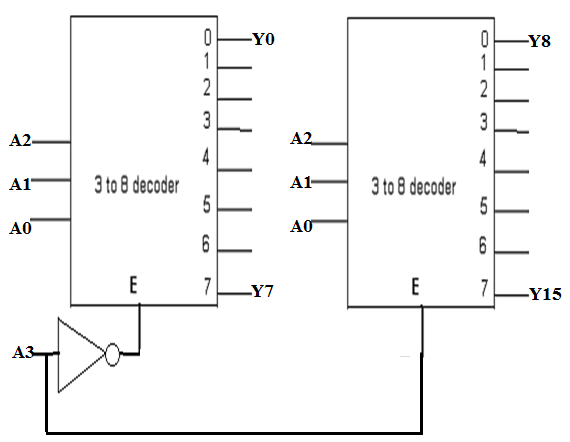 0 Y0
1
2
3
A2
4
A1 3 to 8 decoder
5
A0
6
E 7 Y7
0 Y8
1
2
3
A2
4
A1 3 to 8 decoder
5
A0
6
E 7 Y15
A3